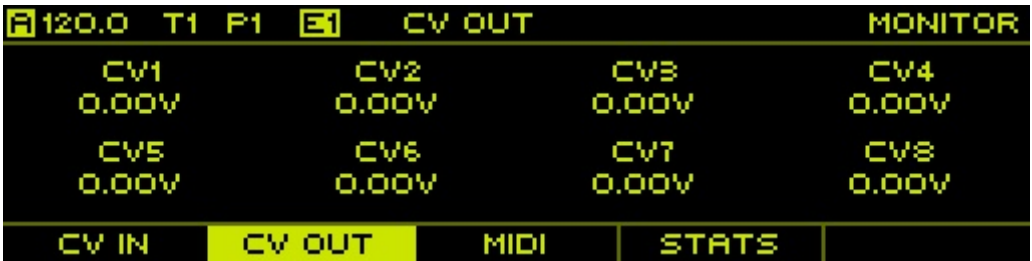 A 120.0 T1 P1 E1 CV OUT MONITOR
CV1 CV2 CV3 CV4
0.00V 0.00V 0.00V 0.00V
CV5 CV6 CV7 CV8
0.00V 0.00V 0.00V 0.00V
CV IN CV OUT MIDI STATS